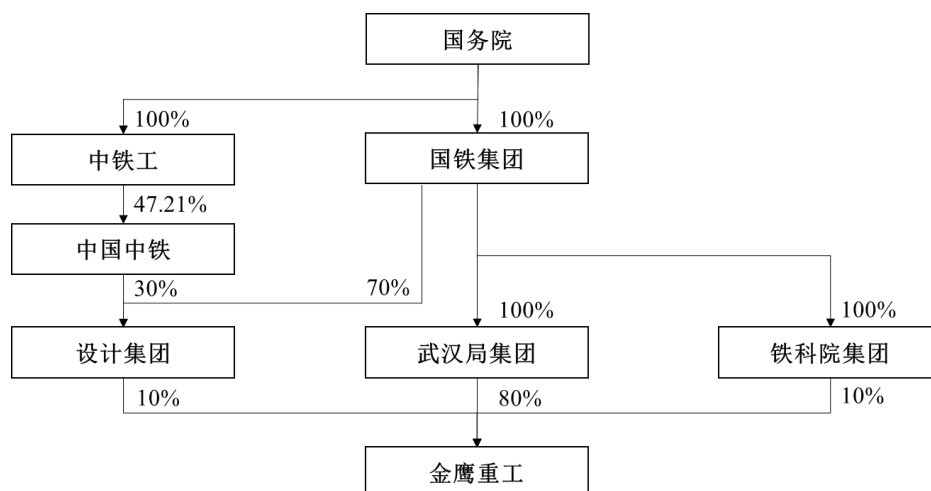 国务院
100%
100%
中铁工
国铁集团
47.21%
中国中铁
30%
70%
100%
100%
设计集团
武汉局集团
铁科院集团
10%
80%
10%
金鹰重工